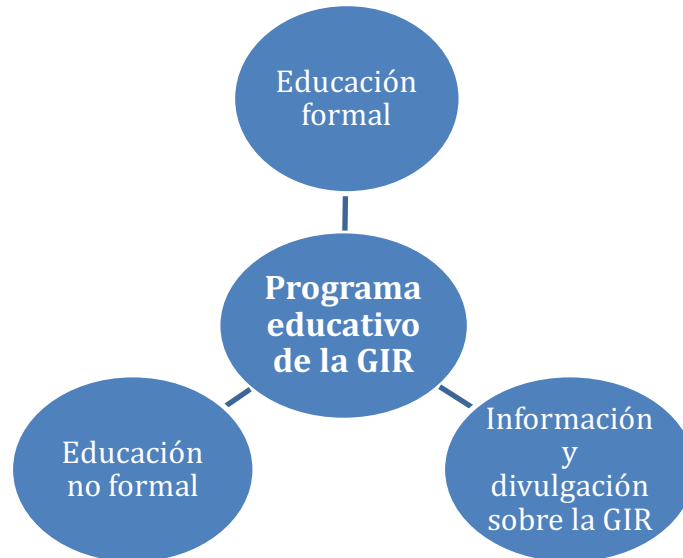 Educación
formal
Programa
educativo
de la GIR
Educación
no formal
Información
y
divulgación
sobre la GIR